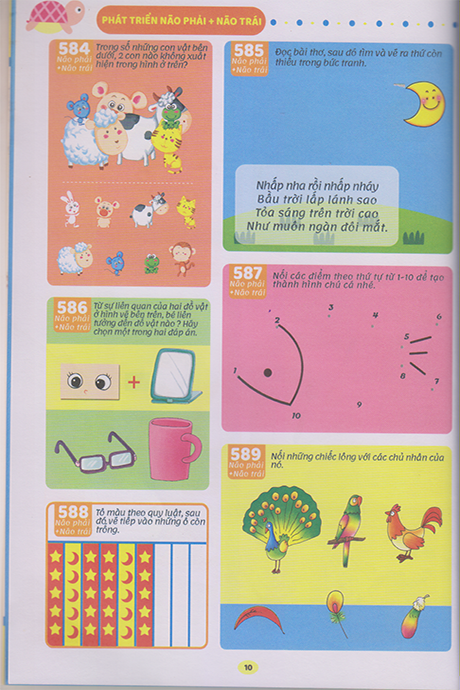 PHÁT TRIỂN NÃO PHẢI + NÃO TRÁI
584
Não phải
+Não trái
Trong số những con vật bên
dưới, 2 con nào không xuất
hiện trong hình ở trên?
585
Não phải
+Não trái
Đọc bài thơ, sau đó tìm và vẽ ra thứ còn
thiếu trong bức tranh.
Nhấp nha rồi nhấp nháy
Bầu trời lấp lánh sao
Tỏa sáng trên trời cao
Như muôn ngàn đôi mắt.
586
Não phải
+Não trái
Từ sự liên quan của hai đồ vật
ở hình vẽ bên trên, bé liên
tưởng đến đồ vật nào ? Hãy
chọn một trong hai đáp án.
+
587
Não phải
+Não trái
Nối các điểm theo thứ tự từ 1-10 để tạo
thành hình chú cá nhé.
1
2
3
4
5
6
7
8
9
10
588
Não phải
+Não trái
Tô màu theo quy luật, sau
đó vẽ tiếp vào những ô còn
trống.
589
Não phải
+Não trái
Nối những chiếc lông với các chủ nhân của
nó.
10